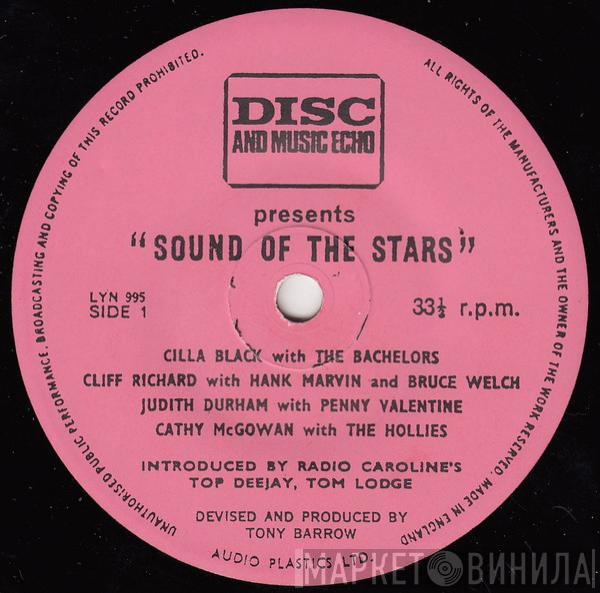 DISC
AND MUSIC ECHO
presents
"SOUND OF THE STARS"
LYN 995
SIDE 1
33⅓ r.p.m.
CILLA BLACK with THE BACHELORS
CLIFF RICHARD with HANK MARVIN and BRUCE WELCH
JUDITH DURHAM with PENNY VALENTINE
CATHY McGOWAN with THE HOLLIES
INTRODUCED BY RADIO CAROLINE'S
TOP DEEJAY, TOM LODGE
DEVISED AND PRODUCED BY
TONY BARROW
AUDIO PLASTICS LTD.
ALL RIGHTS OF THE MANUFACTURERS AND THE OWNER OF THE WORK RESERVED. MADE IN ENGLAND
UNAUTHORISED PUBLIC PERFORMANCE, BROADCASTING AND COPYING OF THIS RECORD PROHIBITED.
МАРКЕТ ВИНИЛА